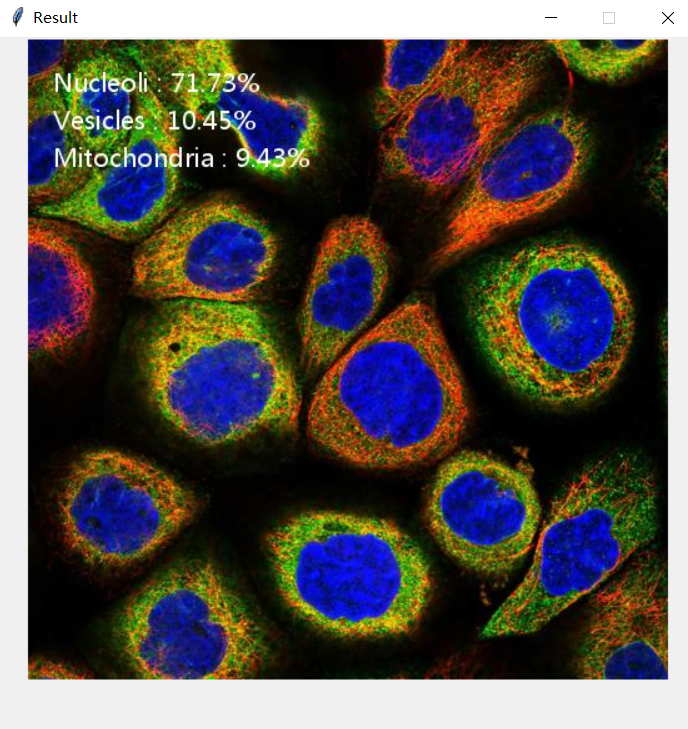 Result
Nucleoli : 71.73%
Vesicles : 10.45%
Mitochondria : 9.43%